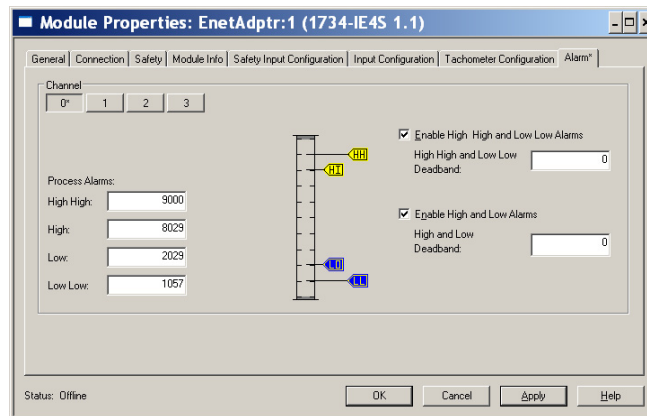 Module Properties: EnetAdptr:1 (1734-IE4S 1.1)
General Connection Safety Module Info Safety Input Configuration Input Configuration Tachometer Configuration Alarm*
Channel
0* 1 2 3
Enable High High and Low Low Alarms
High High and Low Low
Deadband: 0
HH
HI
Process Alarms:
High High: 9000
Enable High and Low Alarms
High: 8029
High and Low
Deadband: 0
Low: 2029
LO
Low Low: 1057
LL
Status: Offline
OK Cancel Apply Help